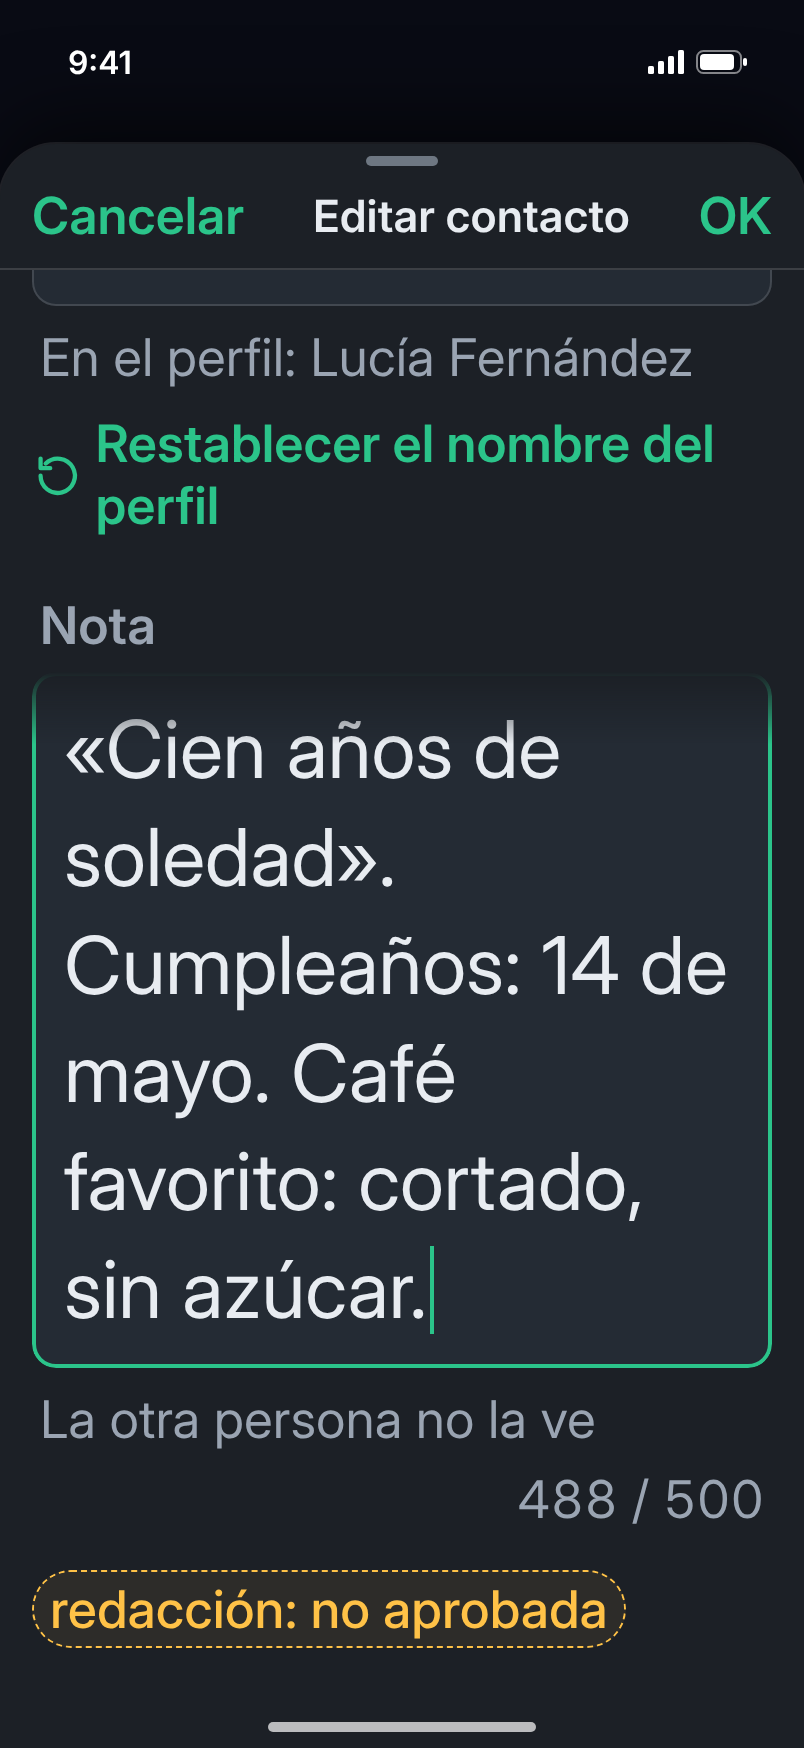 9:41
Cancelar
Editar contacto
OK
En el perfil: Lucía Fernández
Restablecer el nombre del
perfil
Nota
«Cien años de
soledad».
Cumpleaños: 14 de
mayo. Café
favorito: cortado,
sin azúcar.
La otra persona no la ve
488 / 500
redacción: no aprobada